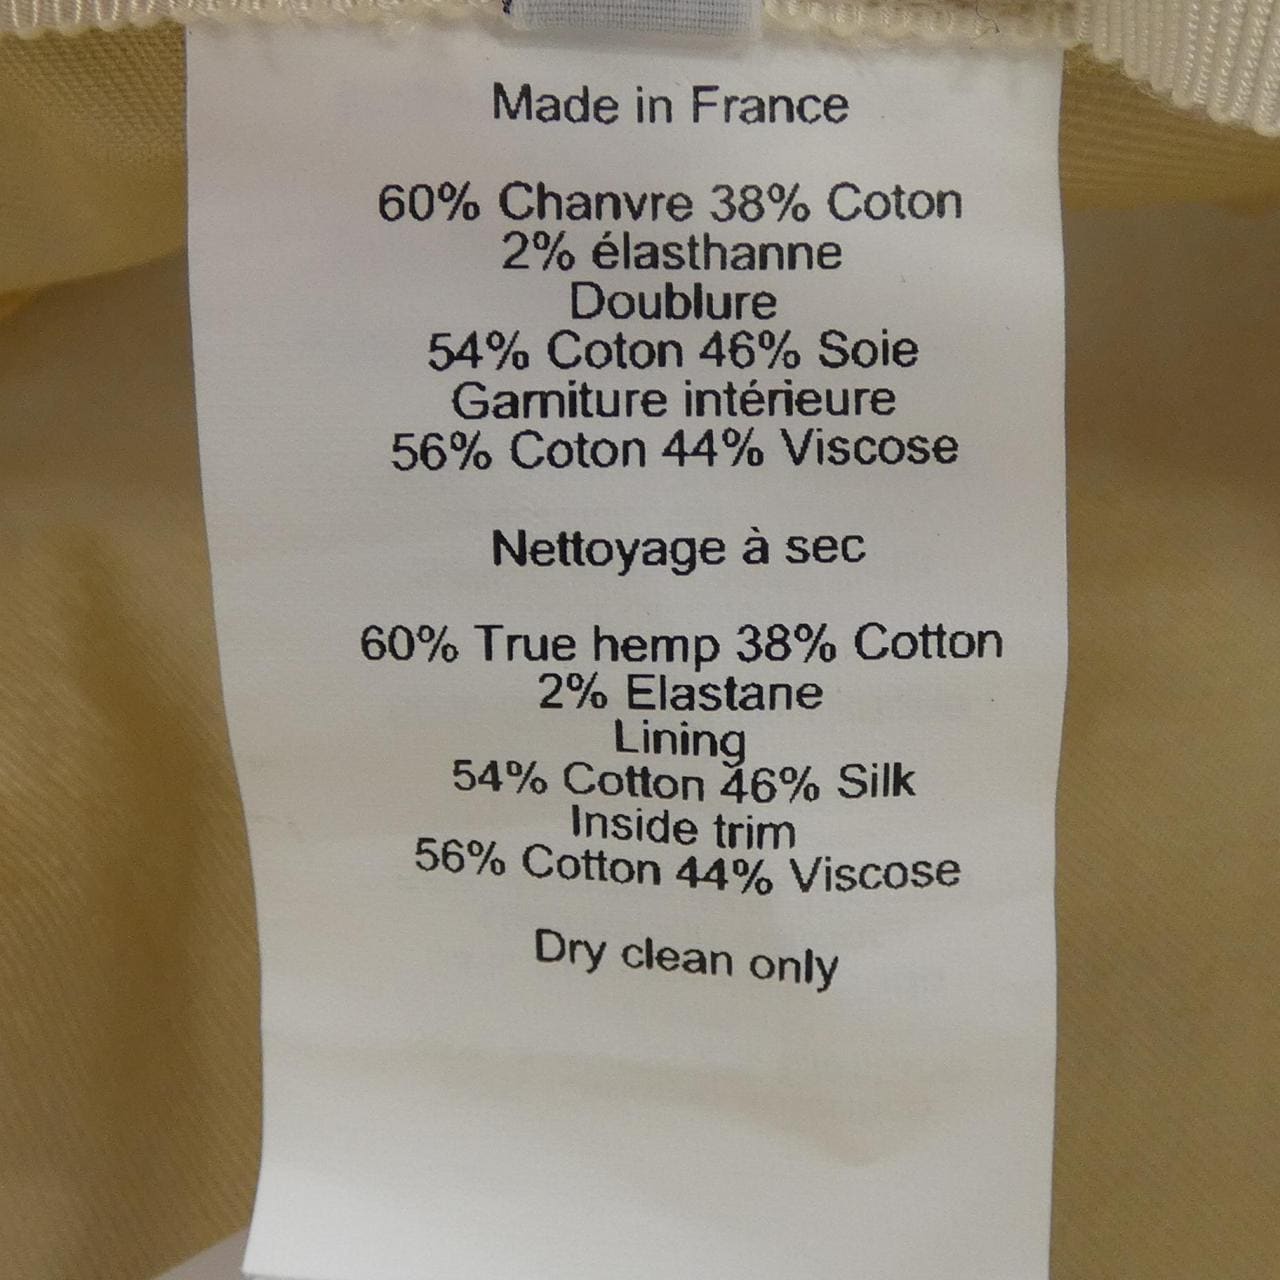 Made in France
60% Chanvre 38% Coton
2% élasthanne
Doublure
54% Coton 46% Soie
Garniture intérieure
56% Coton 44% Viscose
Nettoyage à sec
60% True hemp 38% Cotton
2% Elastane
Lining
54% Cotton 46% Silk
Inside trim
56% Cotton 44% Viscose
Dry clean only